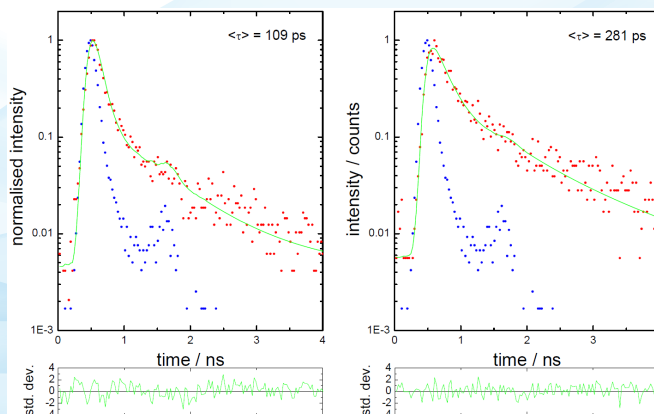 <τ> = 109 ps
normalised intensity
1
0.1
0.01
1E-3
0 1 2 3 4
time / ns
std. dev.
4
2
0
-2
-4
<τ> = 281 ps
intensity / counts
1
0.1
0.01
1E-3
0 1 2 3
time / ns
std. dev.
4
2
0
-2